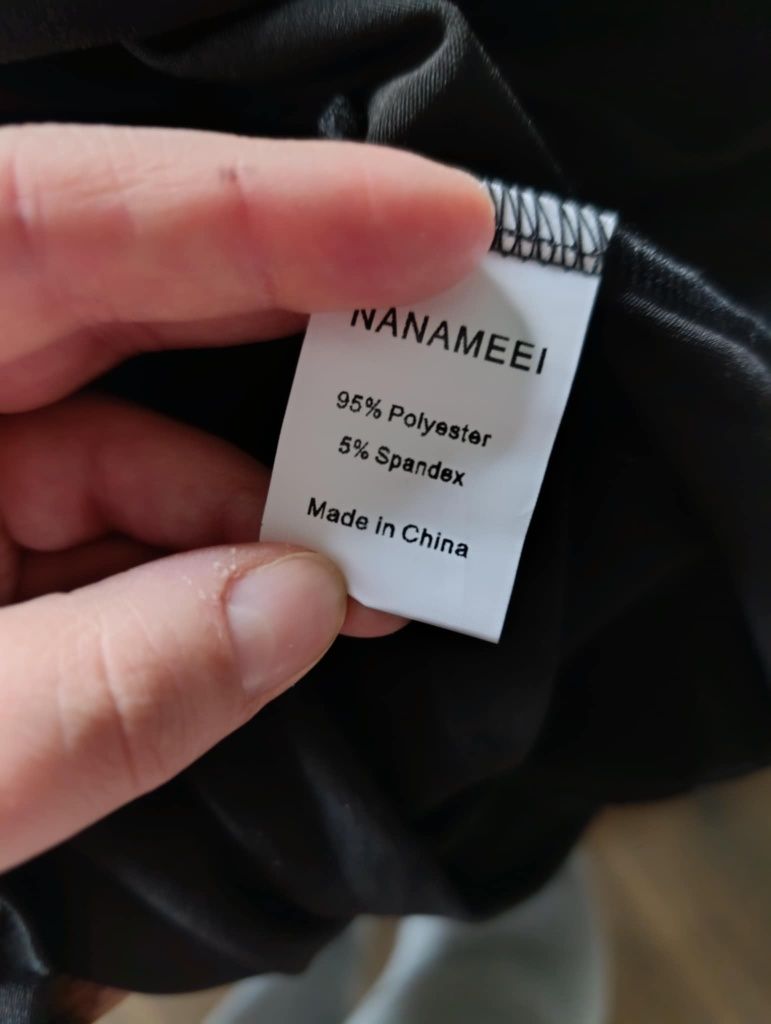 NANAMEEI
95% Polyester
5% Spandex
Made in China